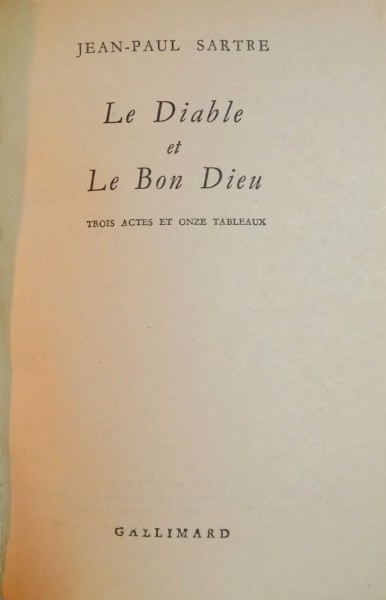 JEAN-PAUL SARTRE
Le Diable
et
Le Bon Dieu
TROIS ACTES ET ONZE TABLEAUX
GALLIMARD